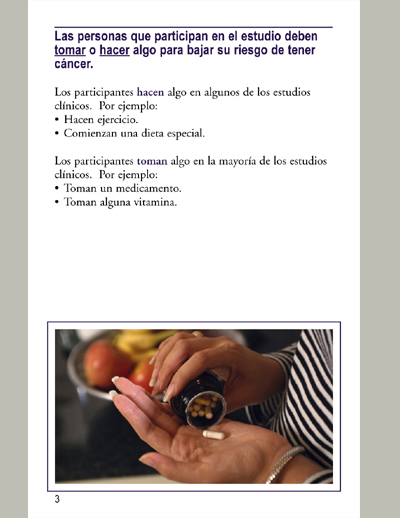 Las personas que participan en el estudio deben
tomar o hacer algo para bajar su riesgo de tener
cáncer.
Los participantes hacen algo en algunos de los estudios
clínicos. Por ejemplo:
• Hacen ejercicio.
• Comienzan una dieta especial.
Los participantes toman algo en la mayoría de los estudios
clínicos. Por ejemplo:
• Toman un medicamento.
• Toman alguna vitamina.
3